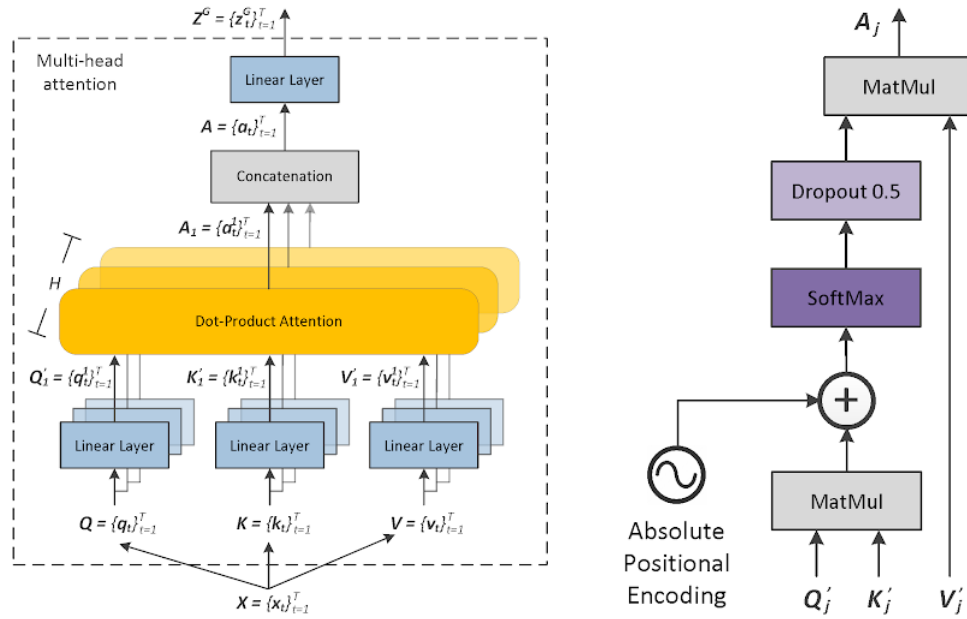 Z^G = {z_t^G}_{t=1}^T
Multi-head
attention
Linear Layer
A = {a_t}_{t=1}^T
Concatenation
A_1 = {a_t^1}_{t=1}^T
H
Dot-Product Attention
Q'_1 = {q_t^1}_{t=1}^T
K'_1 = {k_t^1}_{t=1}^T
V'_1 = {v_t^1}_{t=1}^T
Linear Layer
Linear Layer
Linear Layer
Q = {q_t}_{t=1}^T
K = {k_t}_{t=1}^T
V = {v_t}_{t=1}^T
X = {x_t}_{t=1}^T
A_j
MatMul
Dropout 0.5
SoftMax
+
MatMul
Absolute
Positional
Encoding
Q'_j
K'_j
V'_j